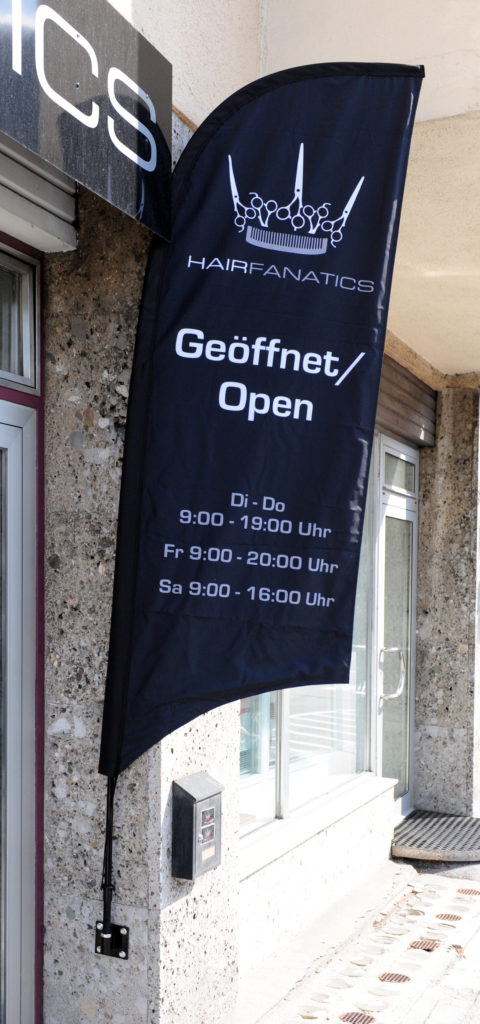 ICS
HAIRFANATICS
Geöffnet/
Open
Di - Do
9:00 - 19:00 Uhr
Fr 9:00 - 20:00 Uhr
Sa 9:00 - 16:00 Uhr